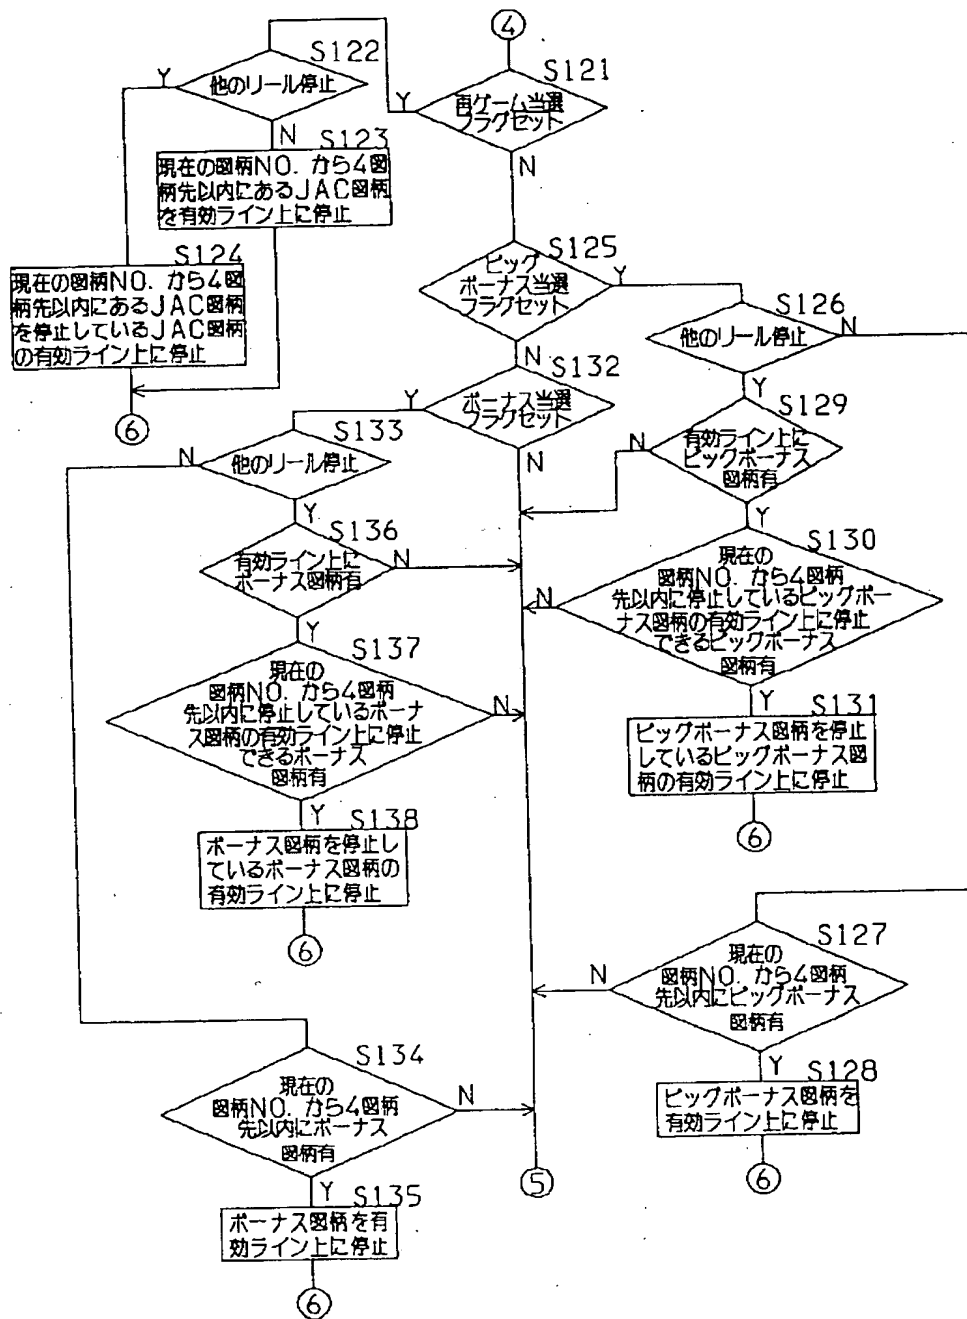 ④
S121
再ゲーム当選
フラグセット
Y
N
S122
他のリール停止
Y
N
S123
現在の図柄NO. から4図
柄先以内にあるJAC図柄
を有効ライン上に停止
S124
現在の図柄NO. から4図
柄先以内にあるJAC図柄
を停止しているJAC図柄
の有効ライン上に停止
⑥
S125
ビッグ
ボーナス当選
フラグセット
Y
N
S126
他のリール停止
N
Y
S129
有効ライン上に
ビッグボーナス
図柄有
N
Y
S130
現在の
図柄NO. から4図柄
先以内に停止しているビッグボー
ナス図柄の有効ライン上に停止
できるビッグボーナス
図柄有
N
Y
S131
ビッグボーナス図柄を停止
しているビッグボーナス図
柄の有効ライン上に停止
⑥
S132
ボーナス当選
フラグセット
Y
N
S133
他のリール停止
N
Y
S136
有効ライン上に
ボーナス図柄有
N
Y
S137
現在の
図柄NO. から4図柄
先以内に停止しているボーナ
ス図柄の有効ライン上に停止
できるボーナス
図柄有
N
Y
S138
ボーナス図柄を停止し
ているボーナス図柄の
有効ライン上に停止
⑥
S127
現在の
図柄NO. から4図柄
先以内にビッグボーナス
図柄有
N
Y
S128
ビッグボーナス図柄を
有効ライン上に停止
⑥
S134
現在の
図柄NO. から4図柄
先以内にボーナス
図柄有
N
Y
S135
ボーナス図柄を有
効ライン上に停止
⑥
⑤